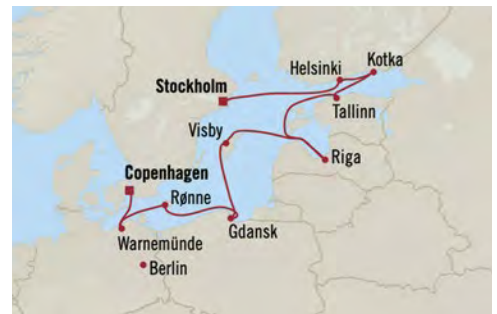 Kotka
Helsinki
Stockholm
Tallinn
Visby
Riga
Copenhagen
Rønne
Gdansk
Warnemünde
Berlin